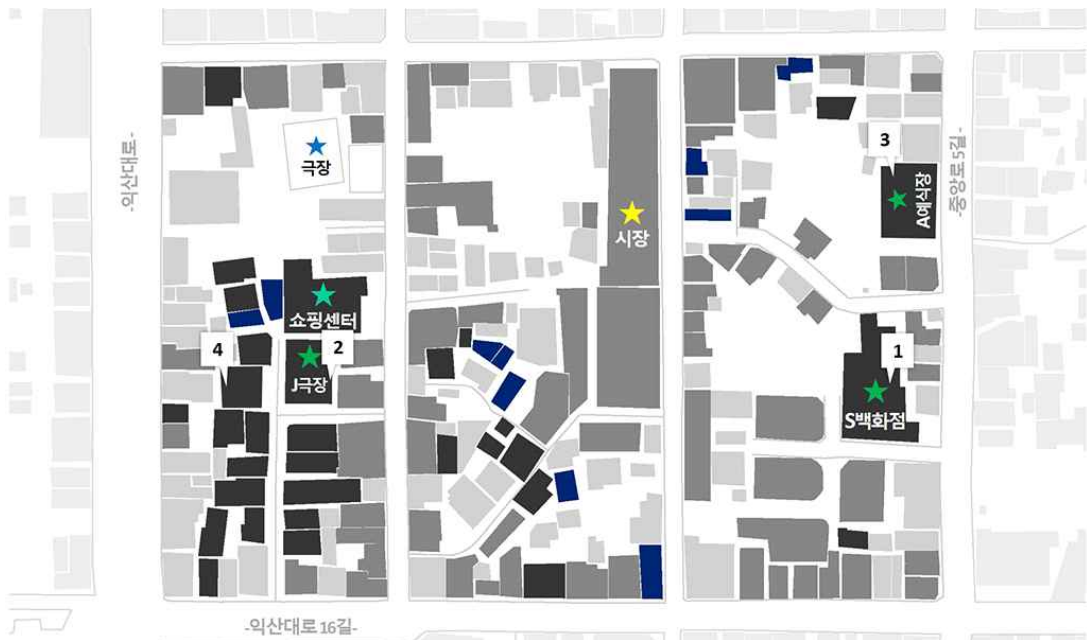 -익산대로-
극장
시장
3
A예식장
-중앙로 5길-
쇼핑센터
4
2
J극장
1
S백화점
-익산대로 16길-